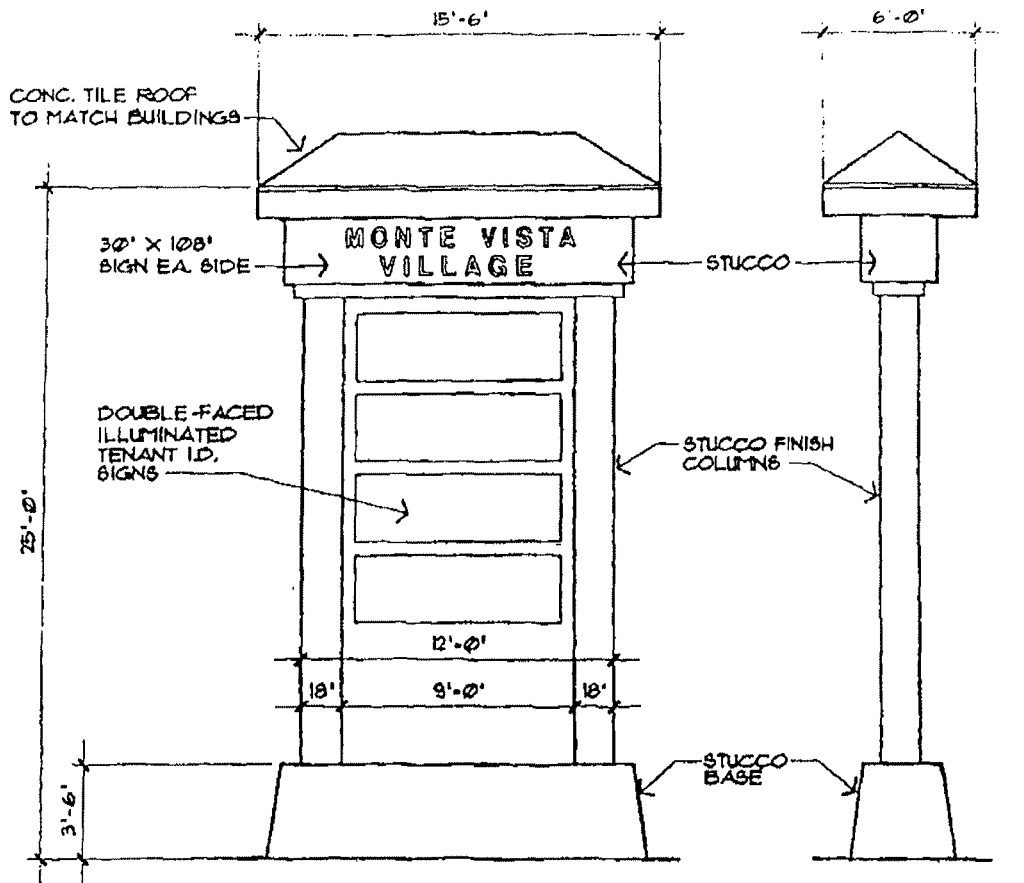 15'-6'
6'-0'
CONC. TILE ROOF
TO MATCH BUILDINGS
MONTE VISTA
VILLAGE
30' X 108'
SIGN EA. SIDE
STUCCO
DOUBLE-FACED
ILLUMINATED
TENANT I.D.
SIGNS
STUCCO FINISH
COLUMNS
25'-0'
12'-0'
18'
9'-0'
18'
STUCCO
BASE
3'-6'